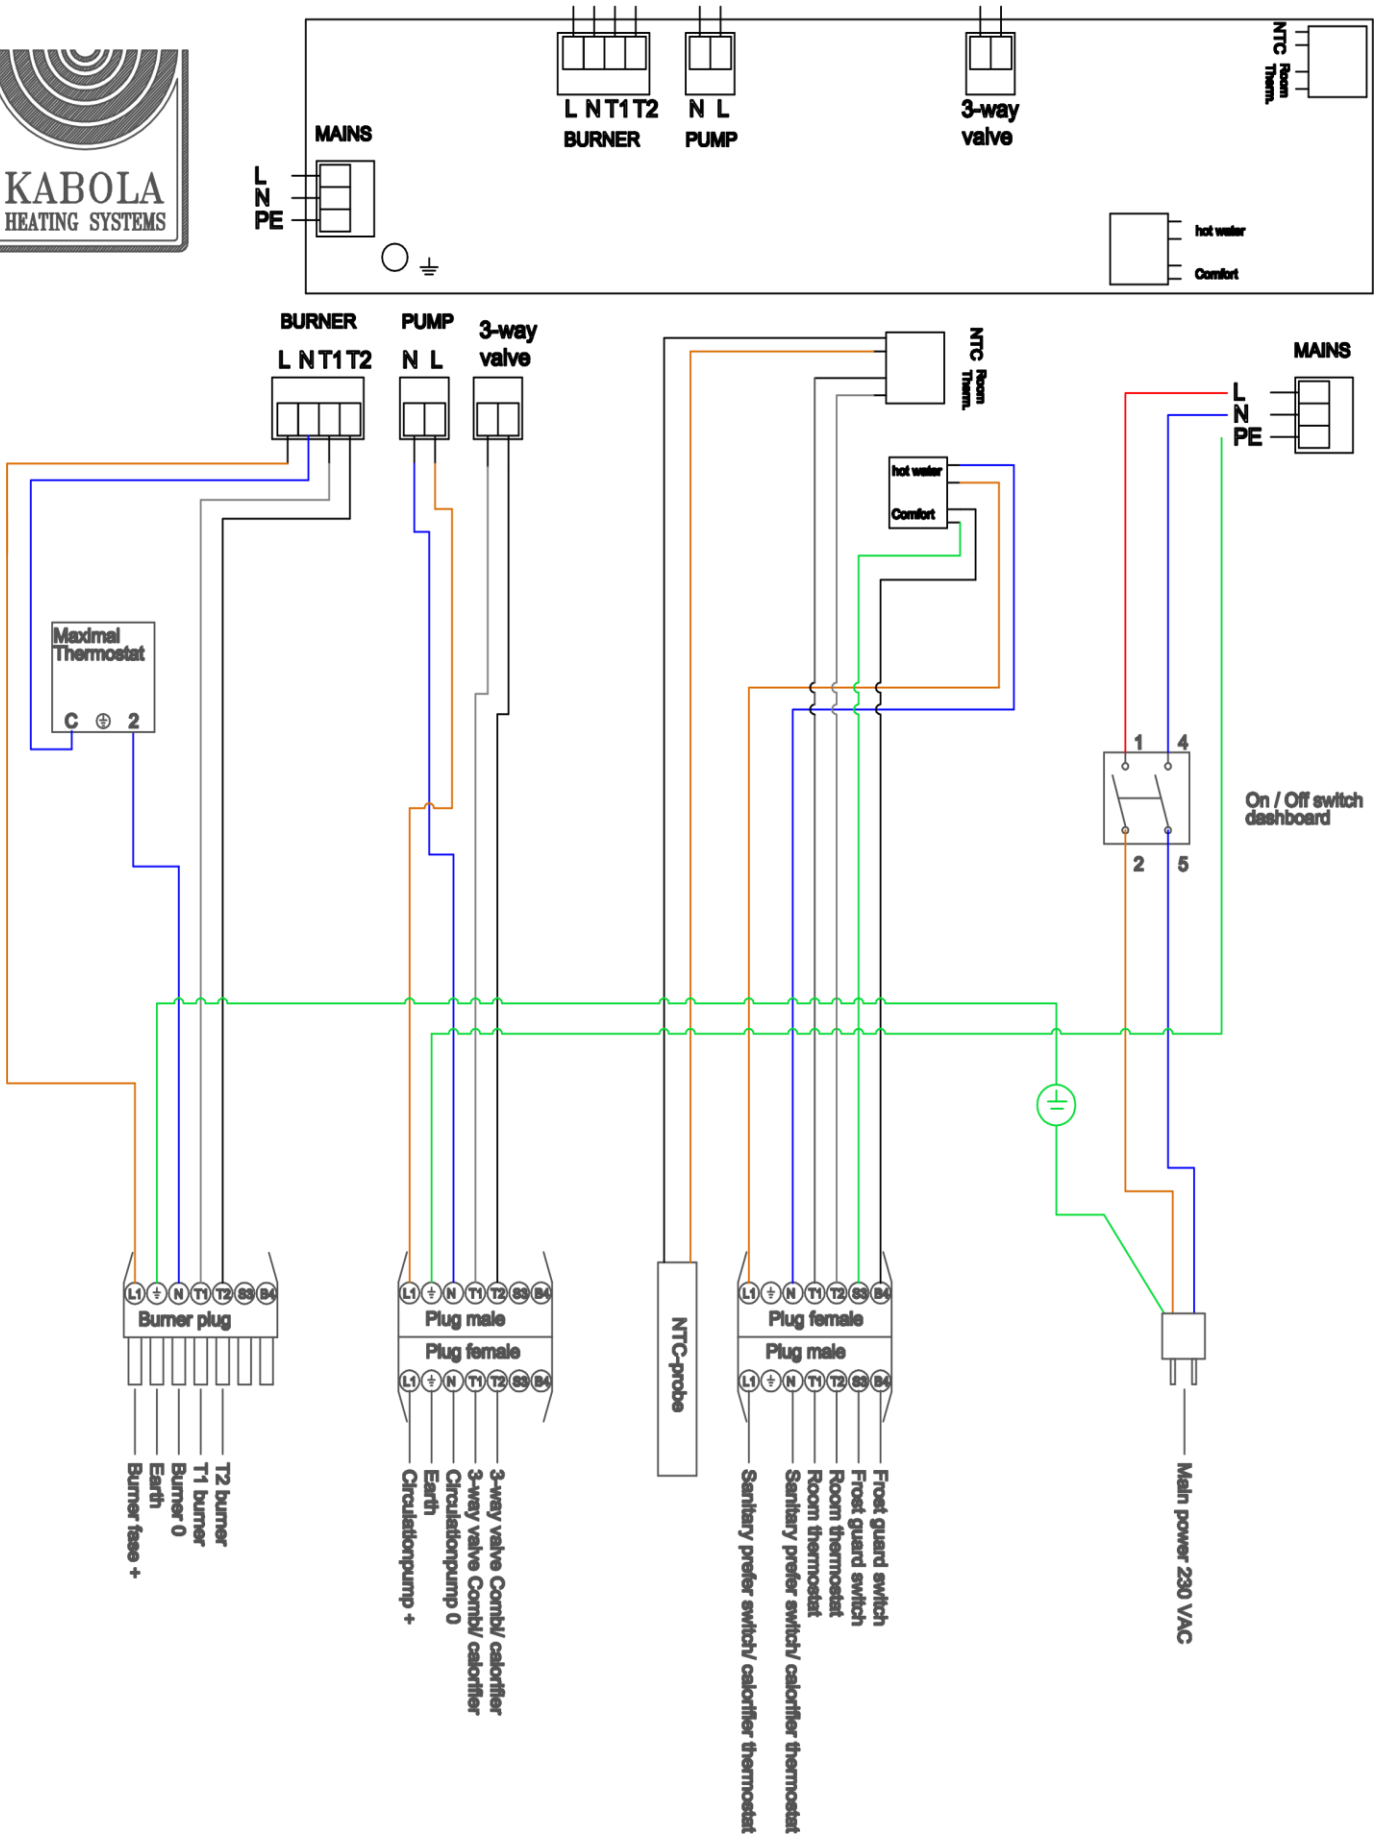 KABOLA
HEATING SYSTEMS
MAINS
L
N
PE
L N T1 T2
BURNER
N L
PUMP
3-way
valve
NTC Room
Therm.
hot water
Comfort
BURNER
L N T1 T2
PUMP
N L
3-way
valve
NTC Room
Therm.
hot water
Comfort
MAINS
L
N
PE
Maximal
Thermostat
C 2
1 4
2 5
On / Off switch
dashboard
L1 N T1 T2 S3 B4
Burner plug
Burner fase +
Earth
Burner 0
T1 burner
T2 burner
L1 N T1 T2 S3 B4
Plug male
Plug female
L1 N T1 T2 S3 B4
Circulationpump +
Earth
Circulationpump 0
3-way valve Combi/ calorifier
3-way valve Combi/ calorifier
NTC-probe
L1 N T1 T2 S3 B4
Plug female
Plug male
L1 N T1 T2 S3 B4
Sanitary prefer switch/ calorifier thermostat
Sanitary prefer switch/ calorifier thermostat
Room thermostat
Room thermostat
Frost guard switch
Frost guard switch
Main power 230 VAC